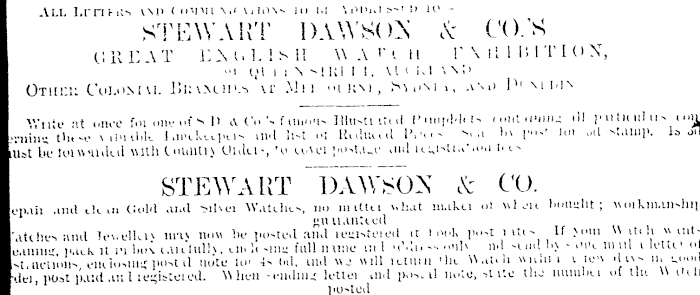 ALL LETTERS AND COMMUNICATIONS TO BE ADDRESSED TO -
STEWART DAWSON & CO.'S
GREAT ENGLISH WATCH EXHIBITION,
QUEEN STREET, AUCKLAND
OTHER COLONIAL BRANCHES AT MELBOURNE, SYDNEY, AND DUNEDIN
Write at once for one of S D & Co 's famous Illustrated Pamphlets containing all particulars con
erning these valuable Timekeepers and list of Reduced Prices Sent by post for stamp. 1s
ust be forwarded with Country Orders, to cover postage and registration fees
STEWART DAWSON & CO.
epair and clean Gold and Silver Watches, no matter what maker or where bought; workmanship
guaranteed
atches and Jewellery may now be posted and registered at book post rates If your Watch wants
eaning, pack it in box carefully, enclosing full name and address only and send by same mail a letter of
structions, enclosing postal note for 4s 6d, and we will return the Watch within a few days in good
der, post paid and registered. When sending letter and postal note, state the number of the Watch
posted